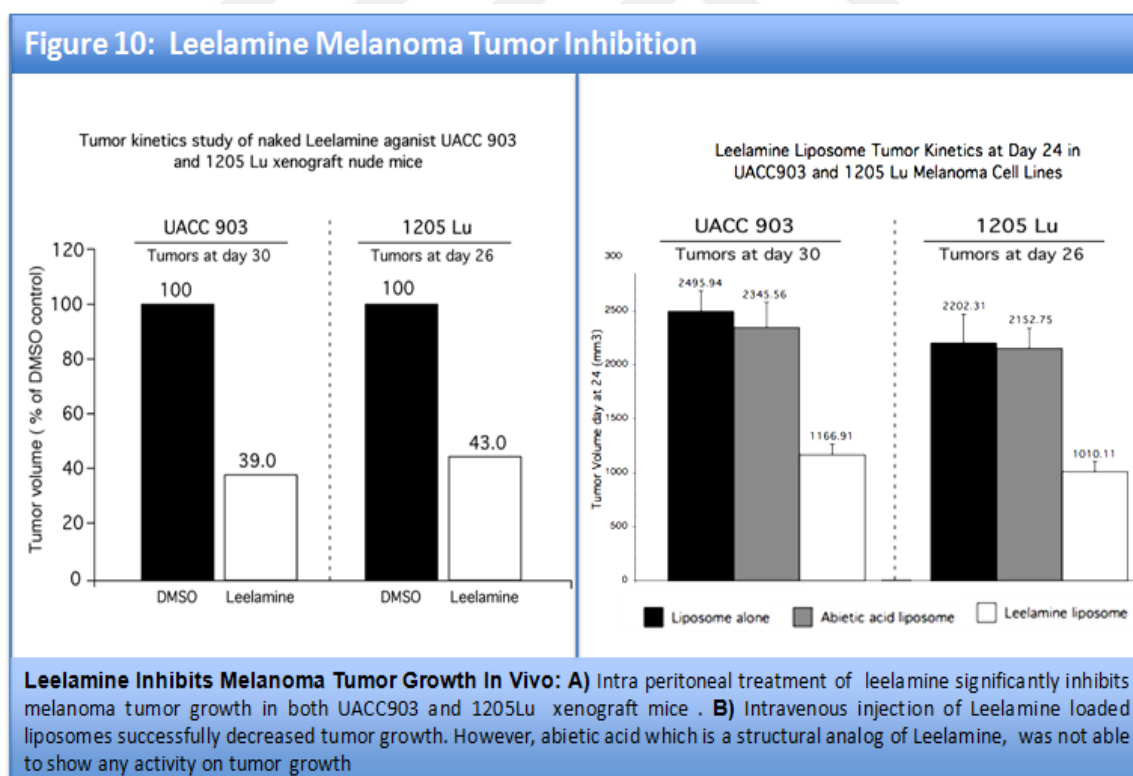 Figure 10: Leelamine Melanoma Tumor Inhibition
Tumor kinetics study of naked Leelamine aganist UACC 903
and 1205 Lu xenograft nude mice
UACC 903
1205 Lu
Tumors at day 30
Tumors at day 26
Tumor volume ( % of DMSO control)
120
100
80
60
40
20
0
100
39.0
100
43.0
DMSO
Leelamine
DMSO
Leelamine
Leelamine Liposome Tumor Kinetics at Day 24 in
UACC903 and 1205 Lu Melanoma Cell Lines
UACC 903
1205 Lu
Tumors at day 30
Tumors at day 26
Tumor Volume day at 24 (mm3)
300
2500
2000
1500
1000
500
0
2495.94
2345.56
1166.91
2202.31
2152.75
1010.11
Liposome alone
Abietic acid liposome
Leelamine liposome
Leelamine Inhibits Melanoma Tumor Growth In Vivo: A) Intra peritoneal treatment of leelamine significantly inhibits
melanoma tumor growth in both UACC903 and 1205Lu xenograft mice . B) Intravenous injection of Leelamine loaded
liposomes successfully decreased tumor growth. However, abietic acid which is a structural analog of Leelamine, was not able
to show any activity on tumor growth